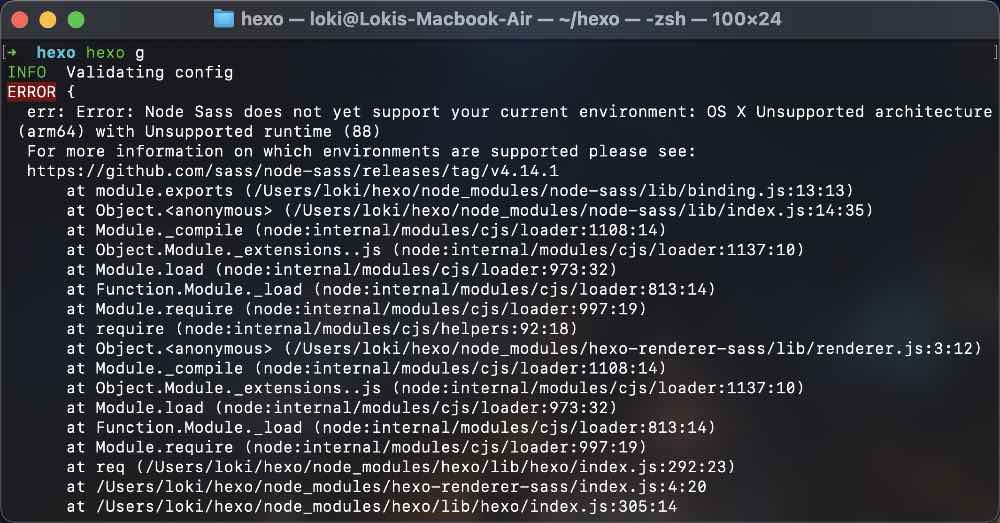 hexo — loki@Lokis-Macbook-Air — ~/hexo — -zsh — 100×24
[➜  hexo hexo g ]
INFO  Validating config
ERROR {
  err: Error: Node Sass does not yet support your current environment: OS X Unsupported architecture
 (arm64) with Unsupported runtime (88)
  For more information on which environments are supported please see:
  https://github.com/sass/node-sass/releases/tag/v4.14.1
      at module.exports (/Users/loki/hexo/node_modules/node-sass/lib/binding.js:13:13)
      at Object.<anonymous> (/Users/loki/hexo/node_modules/node-sass/lib/index.js:14:35)
      at Module._compile (node:internal/modules/cjs/loader:1108:14)
      at Object.Module._extensions..js (node:internal/modules/cjs/loader:1137:10)
      at Module.load (node:internal/modules/cjs/loader:973:32)
      at Function.Module._load (node:internal/modules/cjs/loader:813:14)
      at Module.require (node:internal/modules/cjs/loader:997:19)
      at require (node:internal/modules/cjs/helpers:92:18)
      at Object.<anonymous> (/Users/loki/hexo/node_modules/hexo-renderer-sass/lib/renderer.js:3:12)
      at Module._compile (node:internal/modules/cjs/loader:1108:14)
      at Object.Module._extensions..js (node:internal/modules/cjs/loader:1137:10)
      at Module.load (node:internal/modules/cjs/loader:973:32)
      at Function.Module._load (node:internal/modules/cjs/loader:813:14)
      at Module.require (node:internal/modules/cjs/loader:997:19)
      at req (/Users/loki/hexo/node_modules/hexo/lib/hexo/index.js:292:23)
      at /Users/loki/hexo/node_modules/hexo-renderer-sass/index.js:4:20
      at /Users/loki/hexo/node_modules/hexo/lib/hexo/index.js:305:14